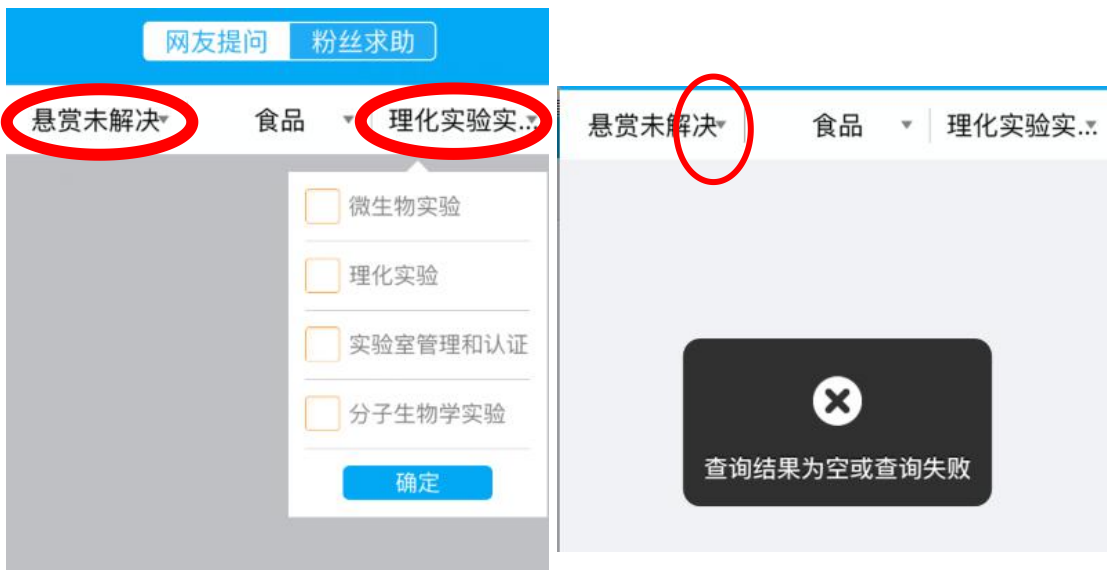 网友提问 粉丝求助
悬赏未解决 食品 理化实验实...
微生物实验
理化实验
实验室管理和认证
分子生物学实验
确定
悬赏未解决 食品 理化实验实...
查询结果为空或查询失败